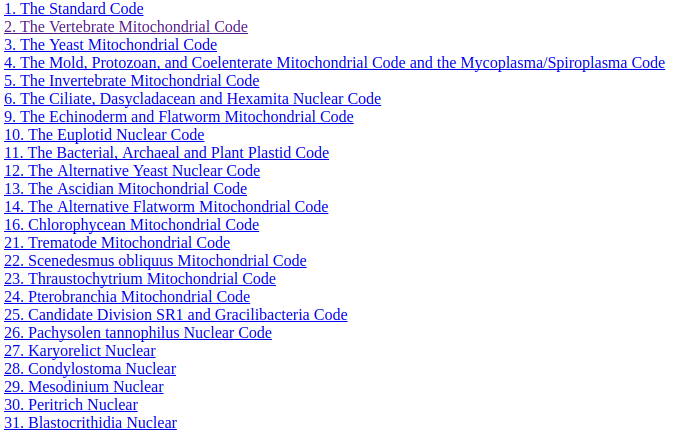 1. The Standard Code
2. The Vertebrate Mitochondrial Code
3. The Yeast Mitochondrial Code
4. The Mold, Protozoan, and Coelenterate Mitochondrial Code and the Mycoplasma/Spiroplasma Code
5. The Invertebrate Mitochondrial Code
6. The Ciliate, Dasycladacean and Hexamita Nuclear Code
9. The Echinoderm and Flatworm Mitochondrial Code
10. The Euplotid Nuclear Code
11. The Bacterial, Archaeal and Plant Plastid Code
12. The Alternative Yeast Nuclear Code
13. The Ascidian Mitochondrial Code
14. The Alternative Flatworm Mitochondrial Code
16. Chlorophycean Mitochondrial Code
21. Trematode Mitochondrial Code
22. Scenedesmus obliquus Mitochondrial Code
23. Thraustochytrium Mitochondrial Code
24. Pterobranchia Mitochondrial Code
25. Candidate Division SR1 and Gracilibacteria Code
26. Pachysolen tannophilus Nuclear Code
27. Karyorelict Nuclear
28. Condylostoma Nuclear
29. Mesodinium Nuclear
30. Peritrich Nuclear
31. Blastocrithidia Nuclear